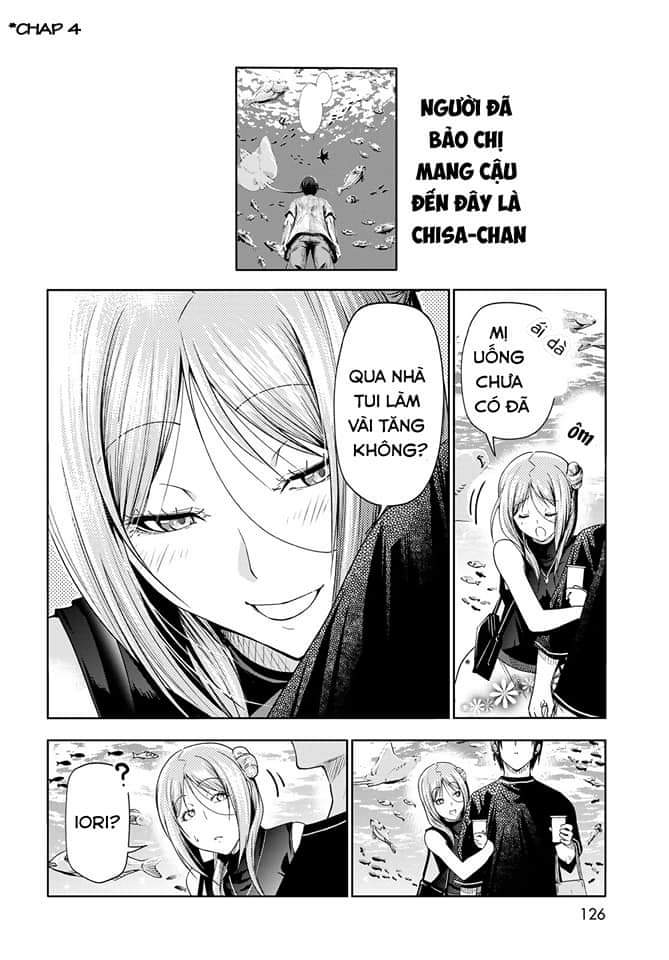 *CHAP 4
NGƯỜI ĐÃ
BẢO CHỊ
MANG CẬU
ĐẾN ĐÂY LÀ
CHISA-CHAN
ái dà
MỊ
UỐNG
CHƯA
CÓ ĐÃ
ôm
QUA NHÀ
TUI LÀM
VÀI TĂNG
KHÔNG?
?
IORI?
126